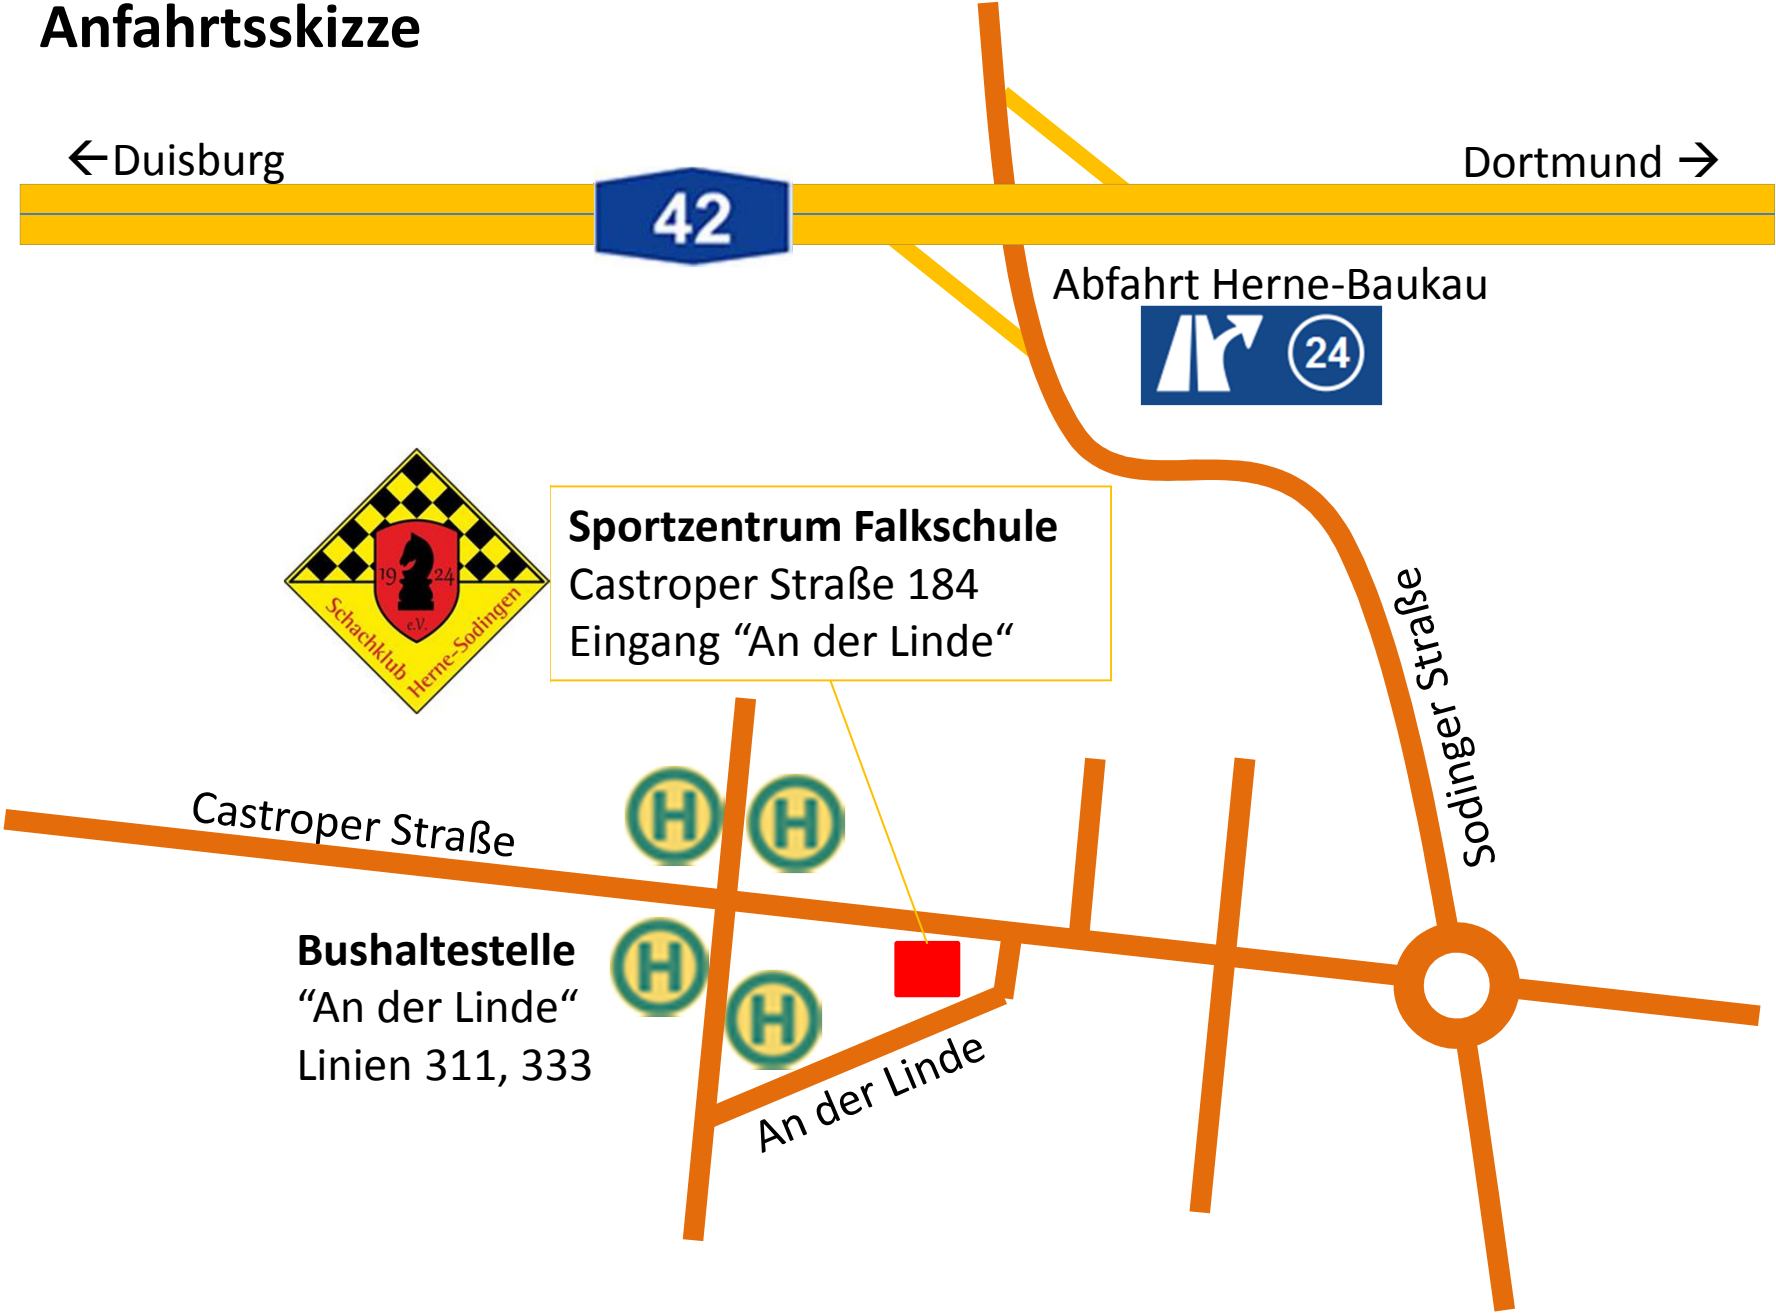 Anfahrtsskizze
←Duisburg
Dortmund →
42
Abfahrt Herne-Baukau
24
19 24
e.V.
Schachklub
Herne-Sodingen
Sportzentrum Falkschule
Castroper Straße 184
Eingang “An der Linde“
Sodinger Straße
Castroper Straße
H
H
H
H
Bushaltestelle
“An der Linde“
Linien 311, 333
An der Linde